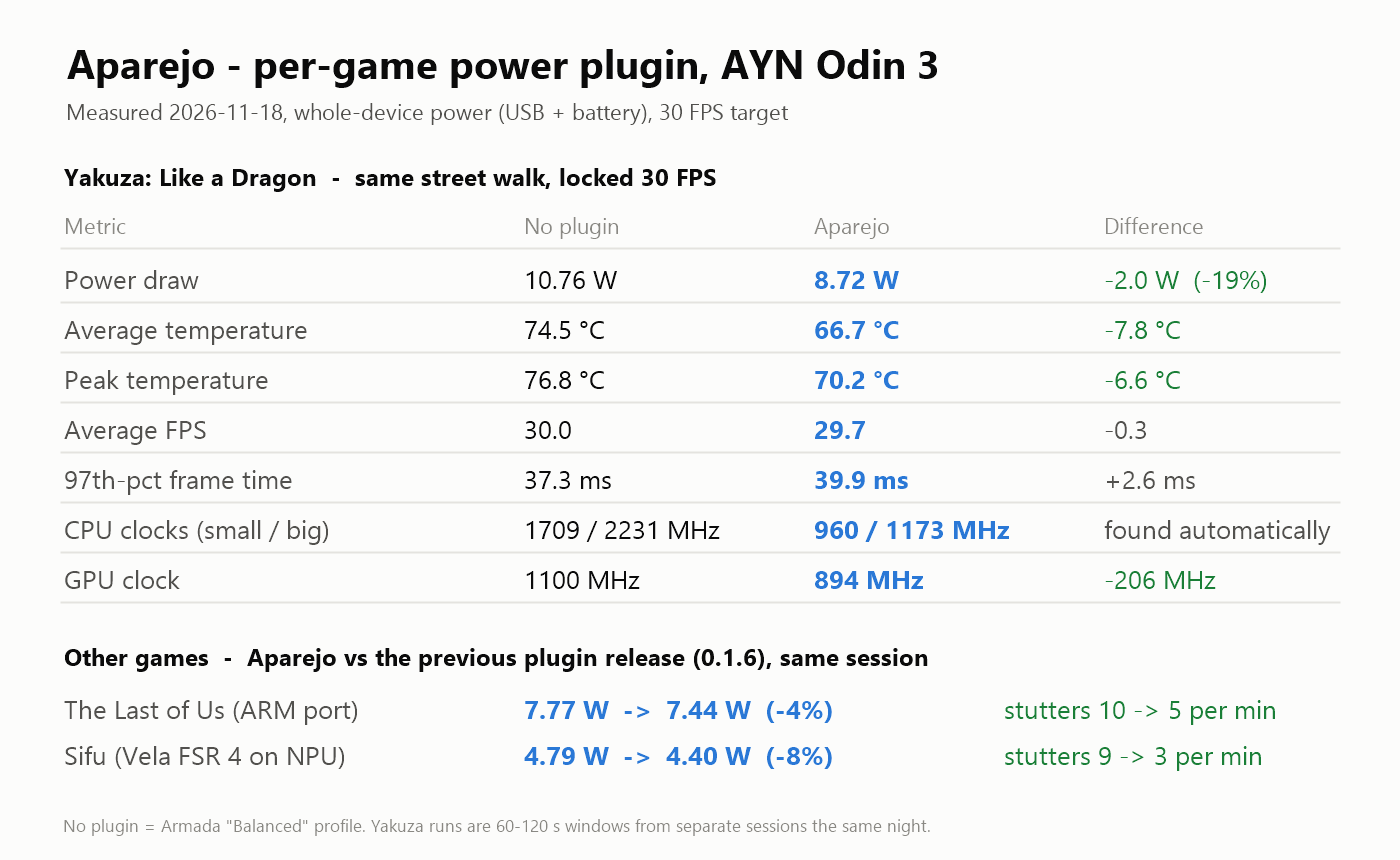 Aparejo - per-game power plugin, AYN Odin 3
Measured 2026-11-18, whole-device power (USB + battery), 30 FPS target
Yakuza: Like a Dragon - same street walk, locked 30 FPS
Metric No plugin Aparejo Difference
Power draw 10.76 W 8.72 W -2.0 W (-19%)
Average temperature 74.5 °C 66.7 °C -7.8 °C
Peak temperature 76.8 °C 70.2 °C -6.6 °C
Average FPS 30.0 29.7 -0.3
97th-pct frame time 37.3 ms 39.9 ms +2.6 ms
CPU clocks (small / big) 1709 / 2231 MHz 960 / 1173 MHz found automatically
GPU clock 1100 MHz 894 MHz -206 MHz
Other games - Aparejo vs the previous plugin release (0.1.6), same session
The Last of Us (ARM port) 7.77 W -> 7.44 W (-4%) stutters 10 -> 5 per min
Sifu (Vela FSR 4 on NPU) 4.79 W -> 4.40 W (-8%) stutters 9 -> 3 per min
No plugin = Armada "Balanced" profile. Yakuza runs are 60-120 s windows from separate sessions the same night.